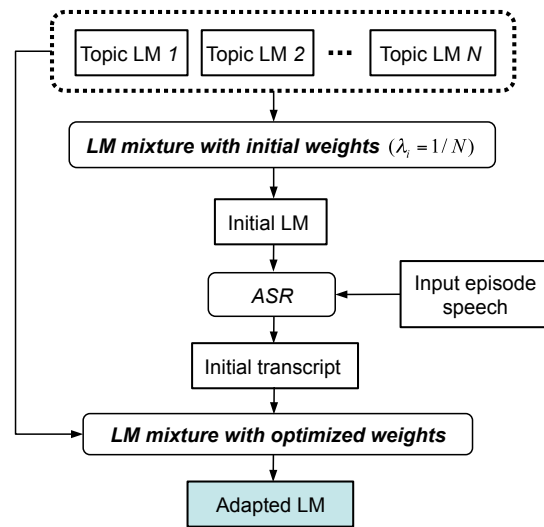 Topic LM 1 Topic LM 2 ... Topic LM N
LM mixture with initial weights (λi = 1/N)
Initial LM
ASR
Input episode
speech
Initial transcript
LM mixture with optimized weights
Adapted LM